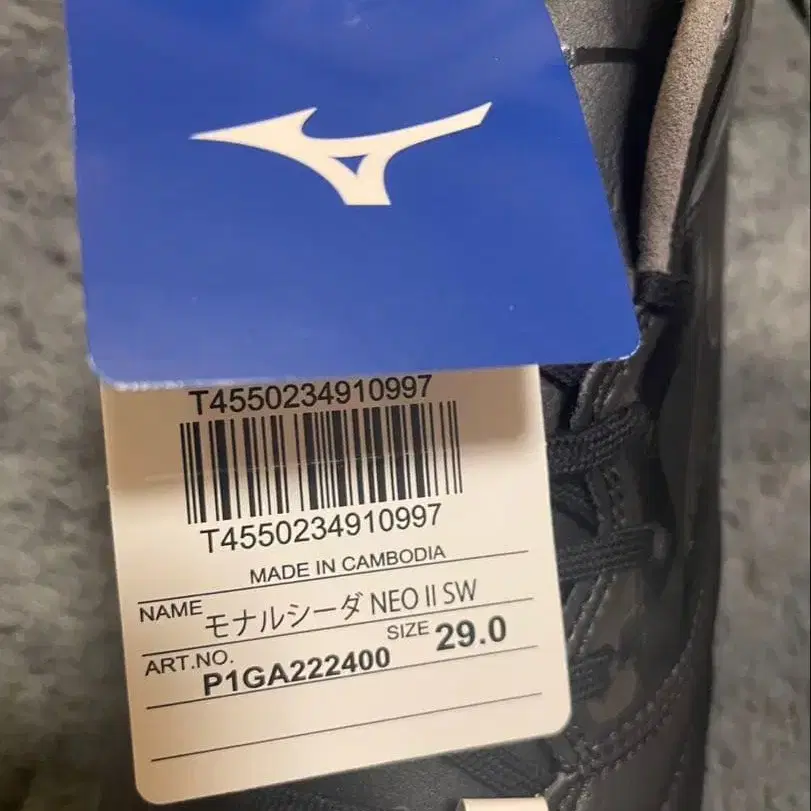 T4550234910997
T4550234910997
MADE IN CAMBODIA
NAME モナルシーダ NEO II SW
SIZE 29.0
ART.NO. P1GA222400